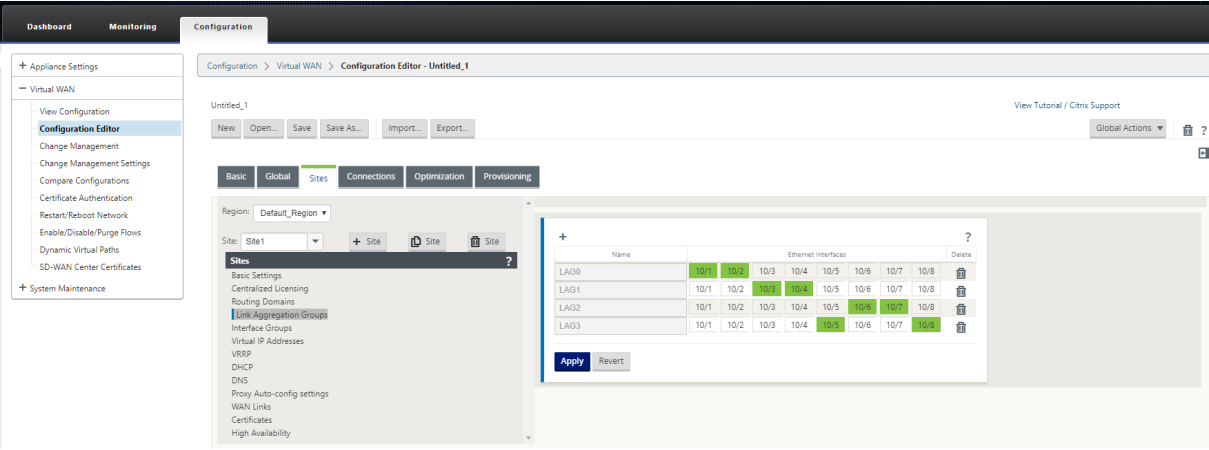 Dashboard Monitoring Configuration
+ Appliance Settings
− Virtual WAN
View Configuration
Configuration Editor
Change Management
Change Management Settings
Compare Configurations
Certificate Authentication
Restart/Reboot Network
Enable/Disable/Purge Flows
Dynamic Virtual Paths
SD-WAN Center Certificates
+ System Maintenance
Configuration > Virtual WAN > Configuration Editor - Untitled_1
Untitled_1
View Tutorial / Citrix Support
New Open... Save Save As... Import... Export...
Global Actions ?
Basic Global Sites Connections Optimization Provisioning
Region: Default_Region
Site: Site1 + Site Site Site
Sites ?
Basic Settings
Centralized Licensing
Routing Domains
Link Aggregation Groups
Interface Groups
Virtual IP Addresses
VRRP
DHCP
DNS
Proxy Auto-config settings
WAN Links
Certificates
High Availability
+ ?
Name Ethernet Interfaces Delete
LAG0 10/1 10/2 10/3 10/4 10/5 10/6 10/7 10/8
LAG1 10/1 10/2 10/3 10/4 10/5 10/6 10/7 10/8
LAG2 10/1 10/2 10/3 10/4 10/5 10/6 10/7 10/8
LAG3 10/1 10/2 10/3 10/4 10/5 10/6 10/7 10/8
Apply Revert